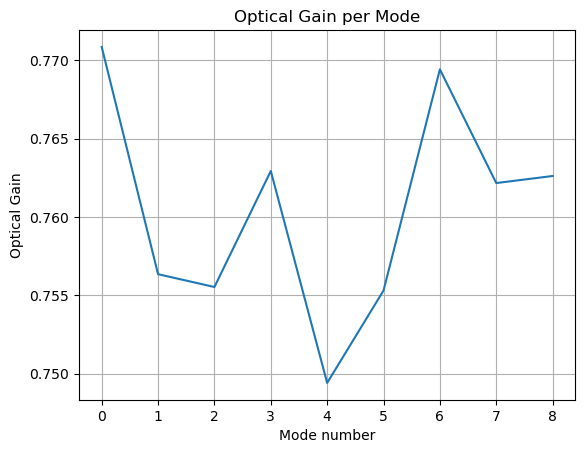 Optical Gain per Mode
0.770
0.765
0.760
0.755
0.750
Optical Gain
0 1 2 3 4 5 6 7 8
Mode number